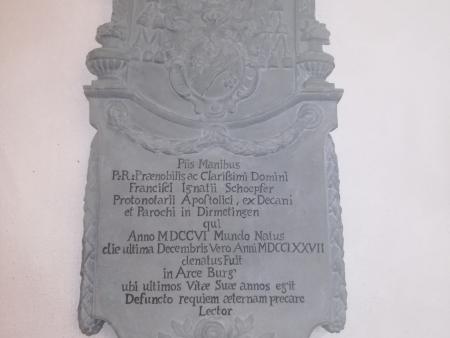 Piis Manibus
P: R: Prænobilis ac Clarißimi Domini
Francisci Ignatii Schoepfer
Protonotarii Apostolici, ex Decani
et Parochi in Dirmetingen
qui
Anno MDCCVI Mundo Natus
die ultima Decembris Vero Anni MDCCLXXVII
denatus Fuit
in Arce Burg
ubi ultimos Vitæ Suæ annos egit
Defuncto requiem æternam precare
Lector